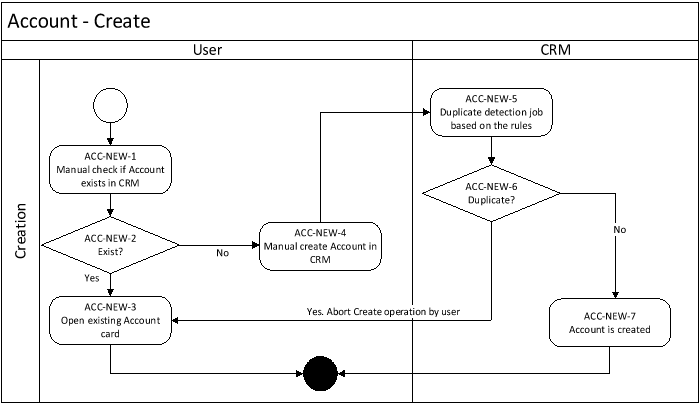 Account - Create
User
CRM
Creation
ACC-NEW-1
Manual check if Account
exists in CRM
ACC-NEW-2
Exist?
Yes
No
ACC-NEW-3
Open existing Account
card
ACC-NEW-4
Manual create Account in
CRM
ACC-NEW-5
Duplicate detection job
based on the rules
ACC-NEW-6
Duplicate?
No
Yes. Abort Create operation by user
ACC-NEW-7
Account is created